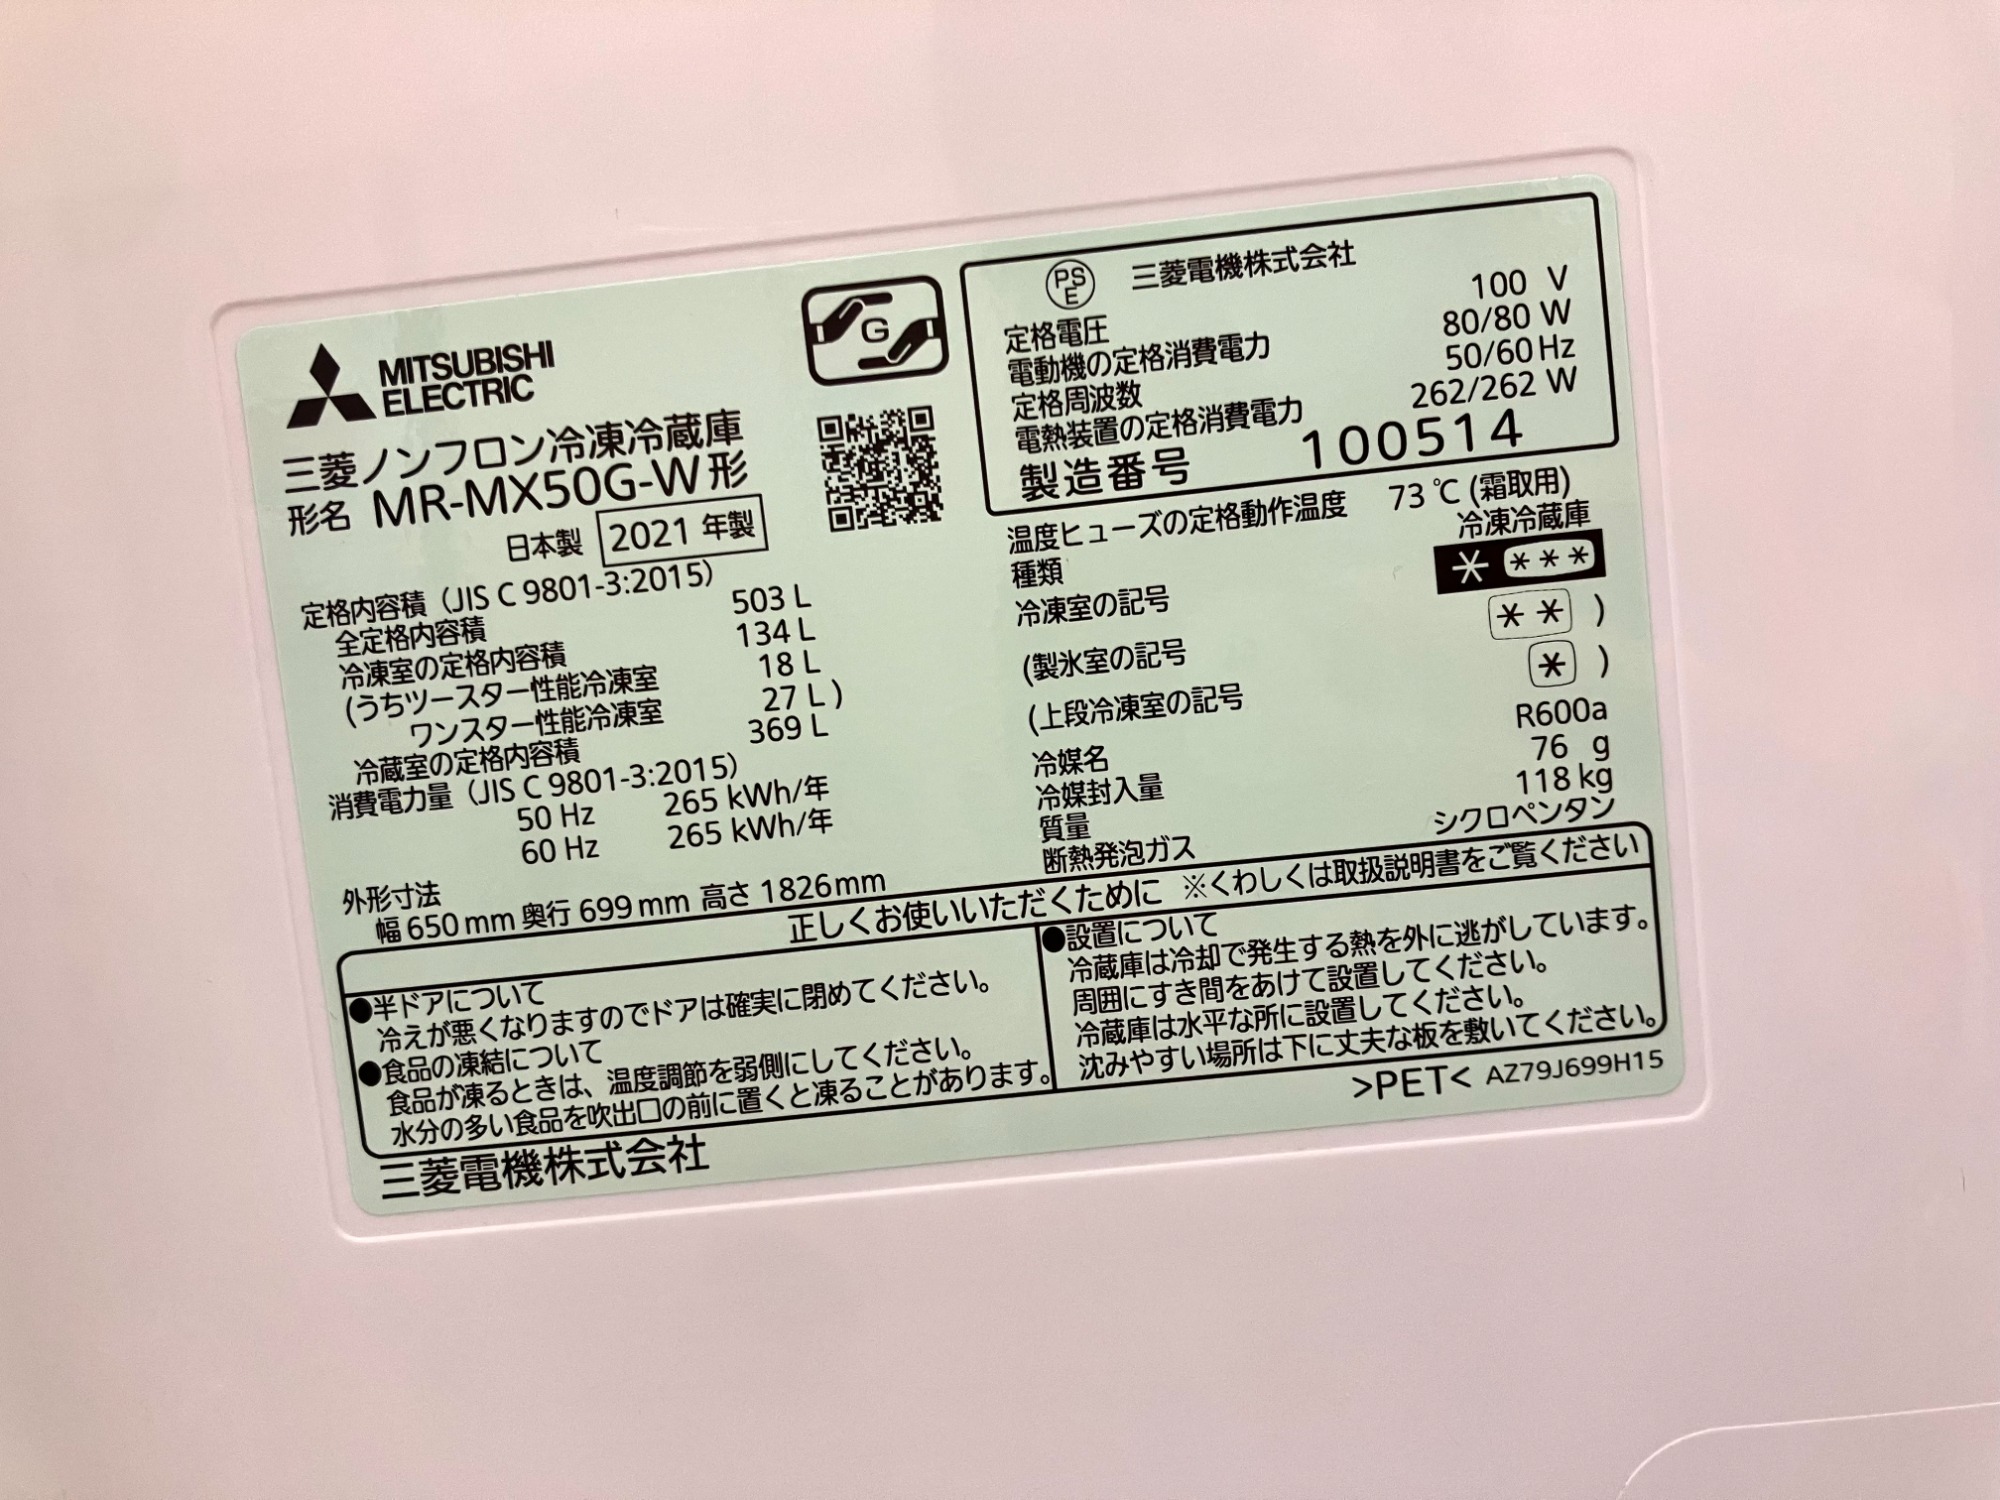 MITSUBISHI
ELECTRIC
G
三菱ノンフロン冷凍冷蔵庫
形名 MR-MX50G-W形
日本製 2021 年製
定格内容積（JIS C 9801-3:2015）
全定格内容積 503 L
冷凍室の定格内容積 134 L
(うちツースター性能冷凍室 18 L
ワンスター性能冷凍室 27 L )
冷蔵室の定格内容積 369 L
消費電力量（JIS C 9801-3:2015）
50 Hz 265 kWh/年
60 Hz 265 kWh/年
外形寸法
幅 650 mm 奥行 699 mm 高さ 1826 mm
PS
E 三菱電機株式会社
定格電圧 100 V
電動機の定格消費電力 80/80 W
定格周波数 50/60 Hz
電熱装置の定格消費電力 262/262 W
製造番号 100514
温度ヒューズの定格動作温度 73 ℃ (霜取用)
種類 冷凍冷蔵庫
冷凍室の記号 * ***
(製氷室の記号 ** )
(上段冷凍室の記号 * )
冷媒名 R600a
冷媒封入量 76 g
質量 118 kg
断熱発泡ガス シクロペンタン
正しくお使いいただくために ※くわしくは取扱説明書をご覧ください
●半ドアについて
冷えが悪くなりますのでドアは確実に閉めてください。
●食品の凍結について
食品が凍るときは、温度調節を弱側にしてください。
水分の多い食品を吹出口の前に置くと凍ることがあります。
●設置について
冷蔵庫は冷却で発生する熱を外に逃がしています。
周囲にすき間をあけて設置してください。
冷蔵庫は水平な所に設置してください。
沈みやすい場所は下に丈夫な板を敷いてください。
三菱電機株式会社
>PET< AZ79J699H15